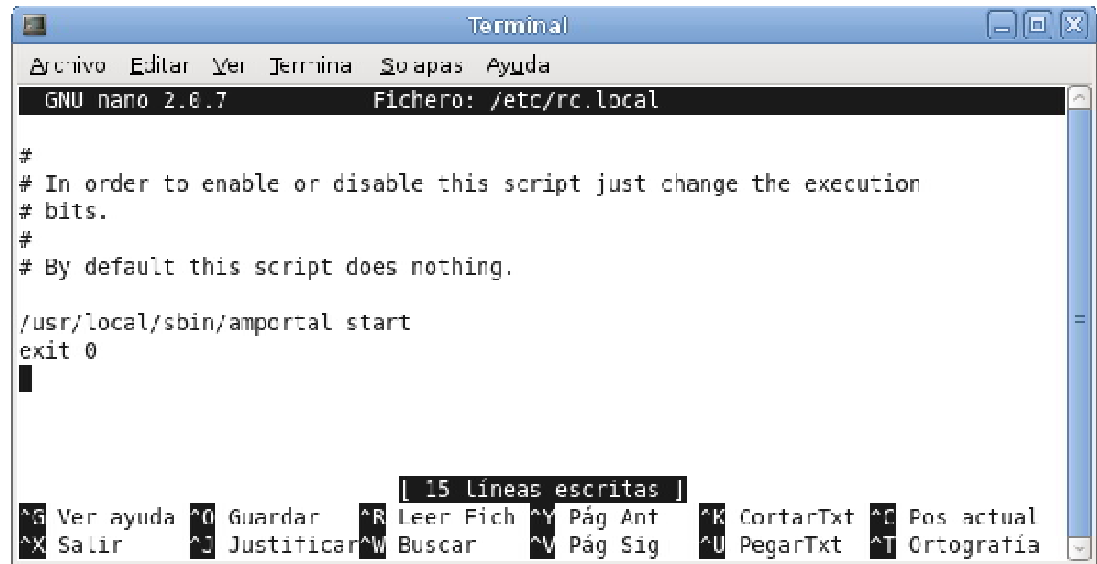 Terminal
Archivo Editar Ver Terminal Solapas Ayuda
GNU nano 2.0.7 Fichero: /etc/rc.local
#
# In order to enable or disable this script just change the execution
# bits.
#
# By default this script does nothing.
/usr/local/sbin/amportal start
exit 0
[ 15 líneas escritas ]
^G Ver ayuda ^O Guardar ^R Leer Fich ^Y Pág Ant ^K CortarTxt ^C Pos actual
^X Salir ^J Justificar ^W Buscar ^V Pág Sig ^U PegarTxt ^T Ortografía